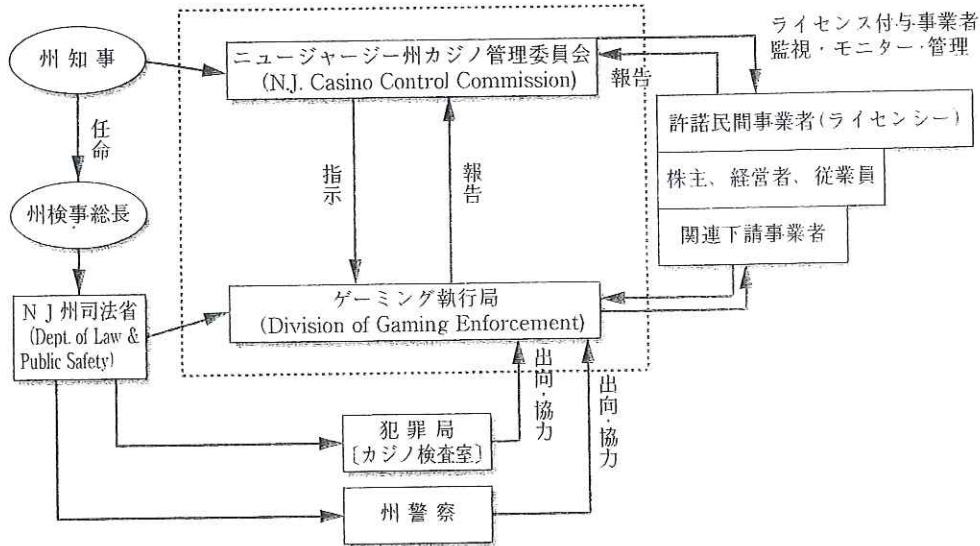 州知事
ニュージャージー州カジノ管理委員会
(N.J. Casino Control Commission)
ライセンス付与事業者
監視・モニター・管理
報告
許諾民間事業者(ライセンシー)
株主、経営者、従業員
関連下請事業者
任命
指示
報告
州検事総長
NJ州司法省
(Dept. of Law &
Public Safety)
ゲーミング執行局
(Division of Gaming Enforcement)
出向・協力
出向・協力
犯罪局
〔カジノ検査室〕
州警察